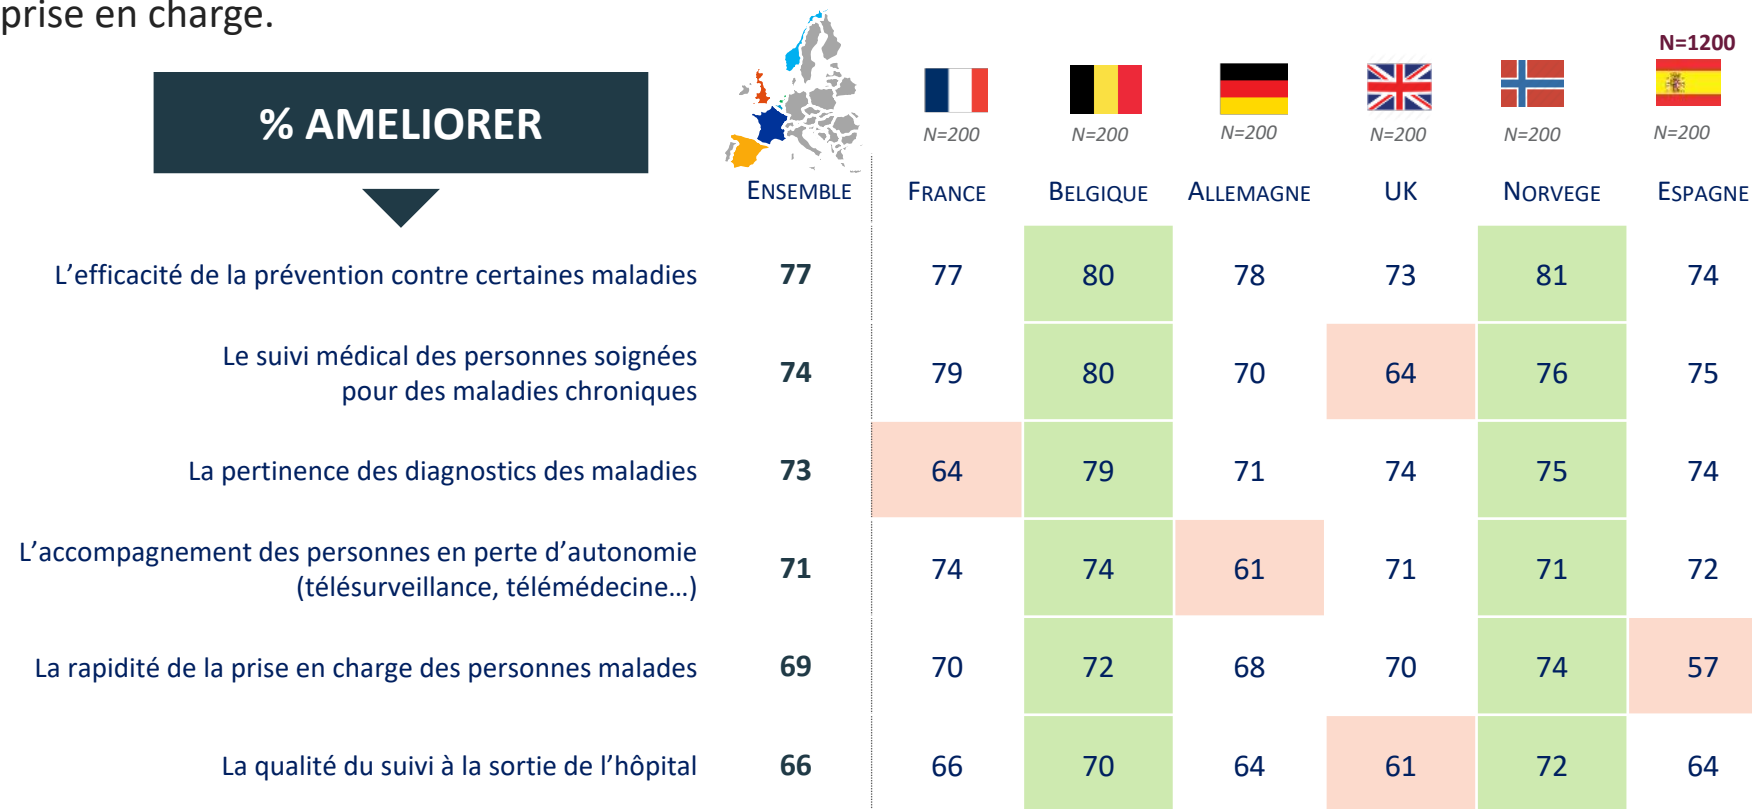 prise en charge.
N=1200
% AMELIORER
N=200 N=200 N=200 N=200 N=200 N=200
ENSEMBLE FRANCE BELGIQUE ALLEMAGNE UK NORVEGE ESPAGNE
L’efficacité de la prévention contre certaines maladies 77 77 80 78 73 81 74
Le suivi médical des personnes soignées
pour des maladies chroniques 74 79 80 70 64 76 75
La pertinence des diagnostics des maladies 73 64 79 71 74 75 74
L’accompagnement des personnes en perte d’autonomie
(télésurveillance, télémédecine…) 71 74 74 61 71 71 72
La rapidité de la prise en charge des personnes malades 69 70 72 68 70 74 57
La qualité du suivi à la sortie de l’hôpital 66 66 70 64 61 72 64